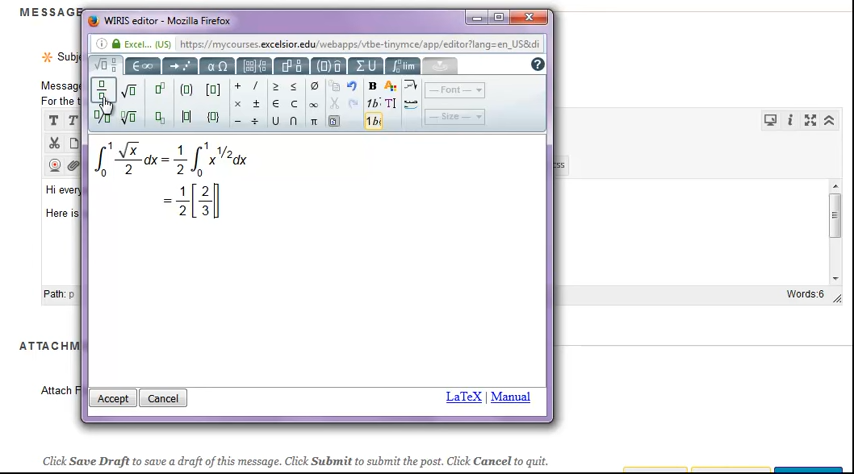 MESSAGE
WIRIS editor - Mozilla Firefox
Excel... (US) https://mycourses.excelsior.edu/webapps/vtbe-tinymce/app/editor?lang=en_US&di
Subje
Messag
For the t
— Font —
— Size —
∫₀¹ √x/2 dx = 1/2 ∫₀¹ x^1/2 dx
= 1/2 [2/3]
Hi every
Here is
Path: p
Words:6
ATTACHM
Attach F
Accept
Cancel
LaTeX | Manual
Click Save Draft to save a draft of this message. Click Submit to submit the post. Click Cancel to quit.